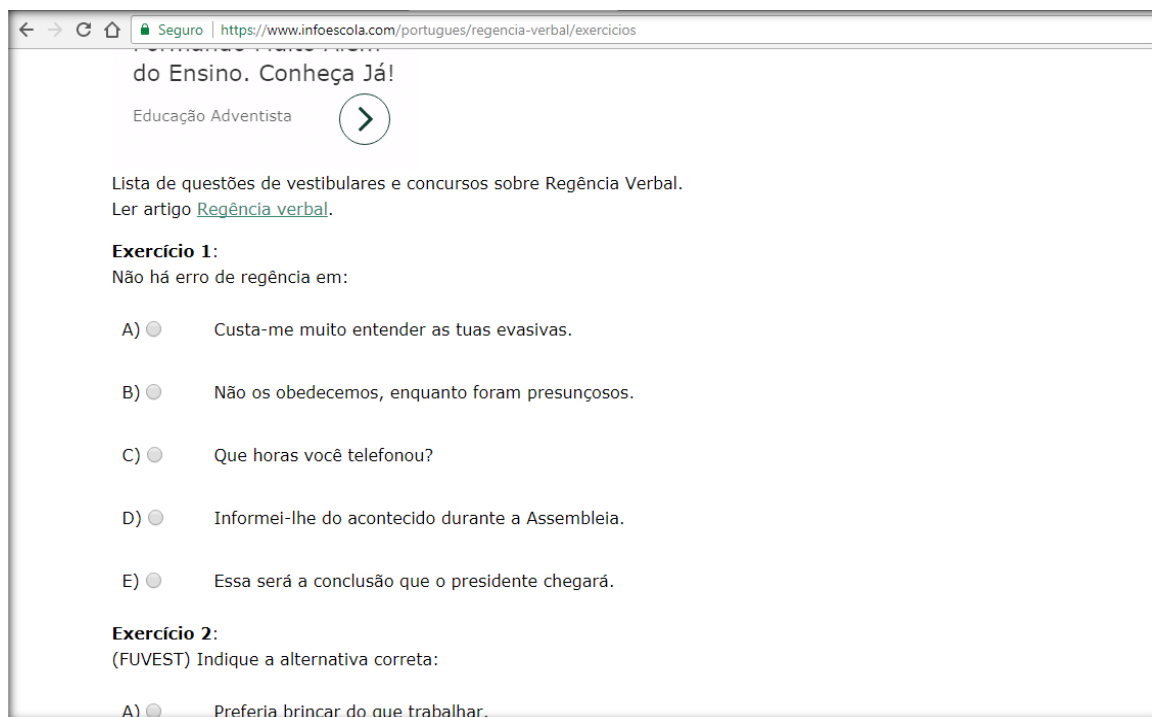 Seguro | https://www.infoescola.com/portugues/regencia-verbal/exercicios
Formando Muito Além
do Ensino. Conheça Já!
Educação Adventista
Lista de questões de vestibulares e concursos sobre Regência Verbal.
Ler artigo Regência verbal.
Exercício 1:
Não há erro de regência em:
A) Custa-me muito entender as tuas evasivas.
B) Não os obedecemos, enquanto foram presunçosos.
C) Que horas você telefonou?
D) Informei-lhe do acontecido durante a Assembleia.
E) Essa será a conclusão que o presidente chegará.
Exercício 2:
(FUVEST) Indique a alternativa correta:
A) Preferia brincar do que trabalhar.